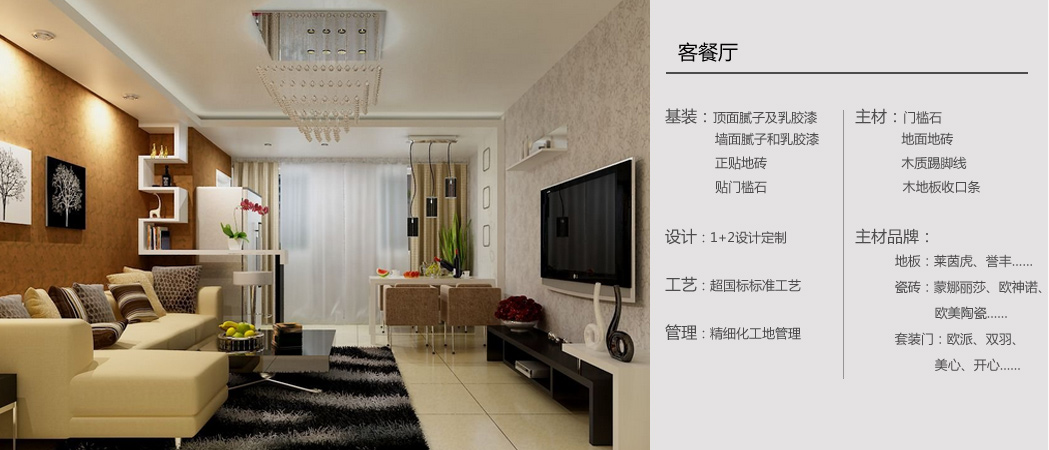 客餐厅
基装：顶面腻子及乳胶漆
墙面腻子和乳胶漆
正贴地砖
贴门槛石
设计：1+2设计定制
工艺：超国标标准工艺
管理：精细化工地管理
主材：门槛石
地面地砖
木质踢脚线
木地板收口条
主材品牌：
地板：莱茵虎、誉丰......
瓷砖：蒙娜丽莎、欧神诺、
欧美陶瓷......
套装门：欧派、双羽、
美心、开心......